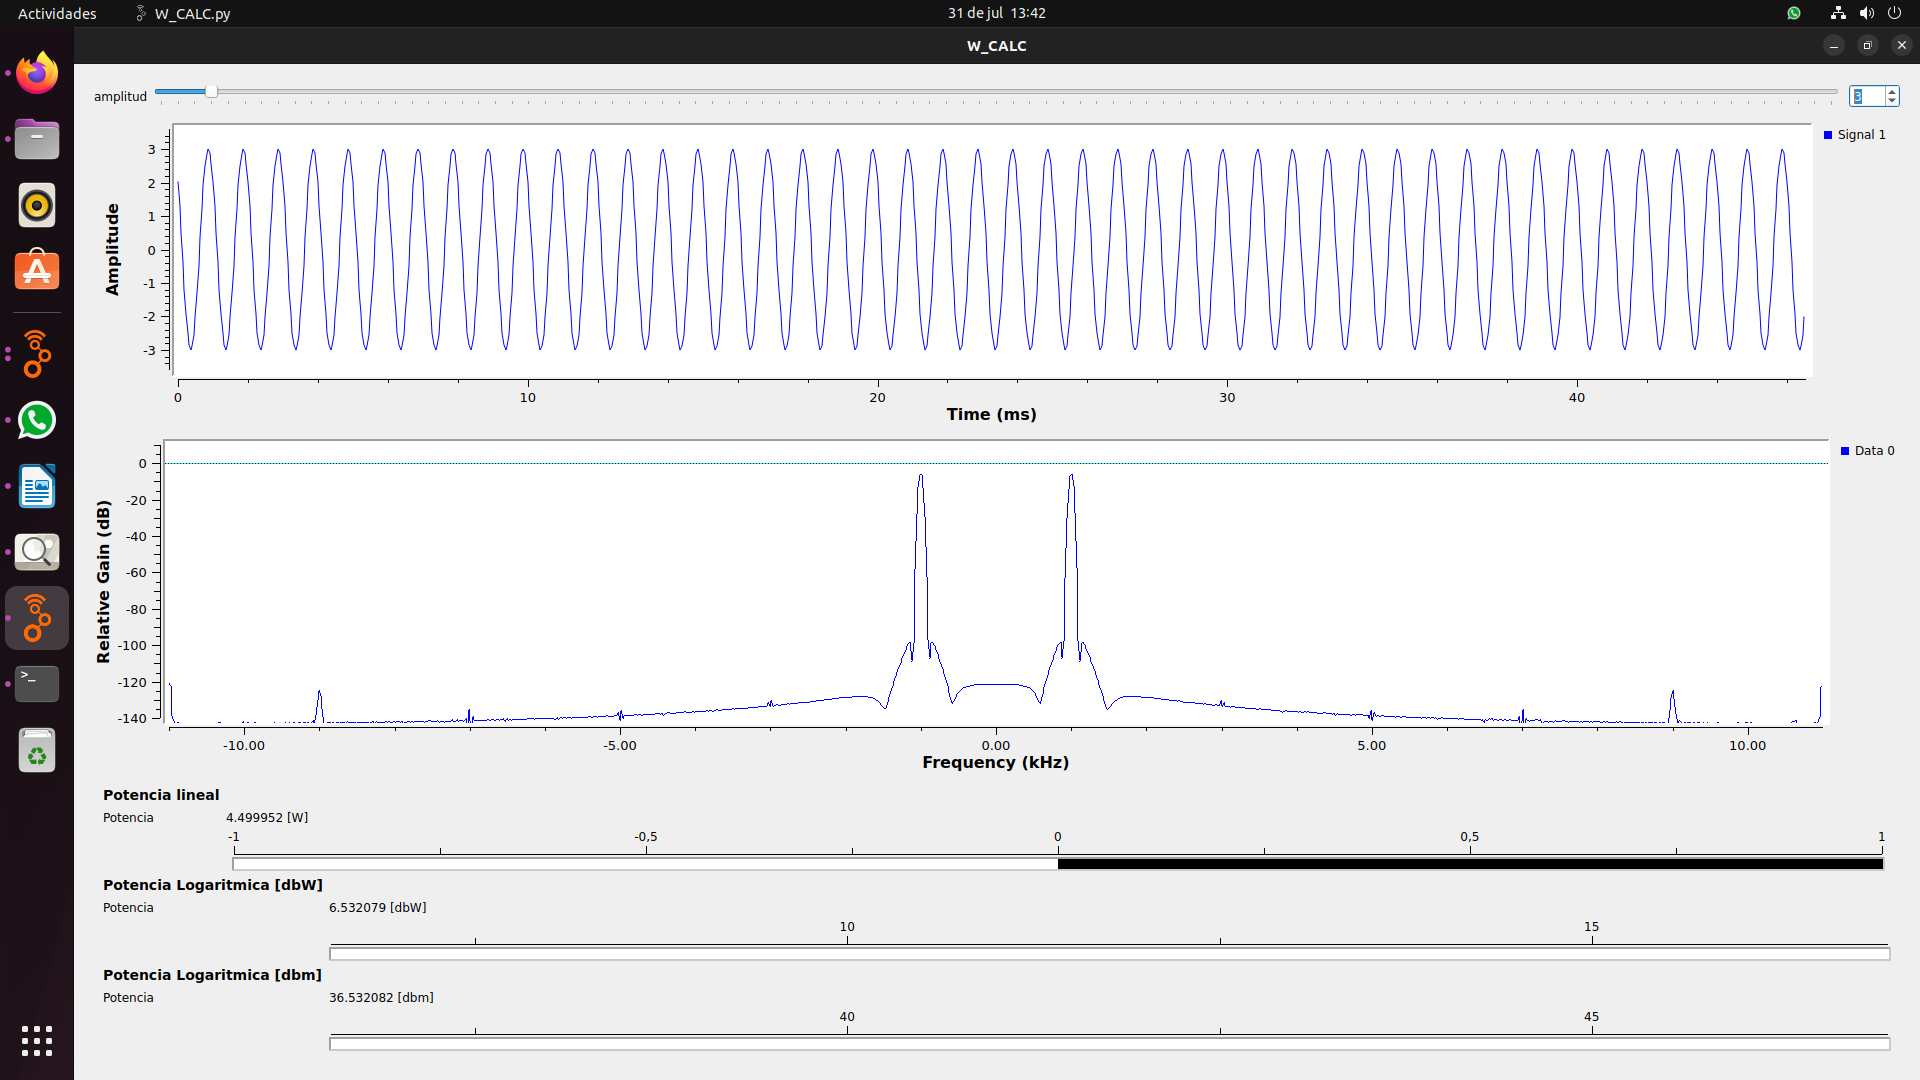 Actividades W_CALC.py 31 de jul 13:42
W_CALC
amplitud 3
Signal 1
3
2
1
0
-1
-2
-3
Amplitude
0 10 20 30 40
Time (ms)
Data 0
0
-20
-40
-60
-80
-100
-120
-140
Relative Gain (dB)
-10.00 -5.00 0.00 5.00 10.00
Frequency (kHz)
Potencia lineal
Potencia 4.499952 [W]
-1 -0,5 0 0,5 1
Potencia Logaritmica [dbW]
Potencia 6.532079 [dbW]
10 15
Potencia Logaritmica [dbm]
Potencia 36.532082 [dbm]
40 45